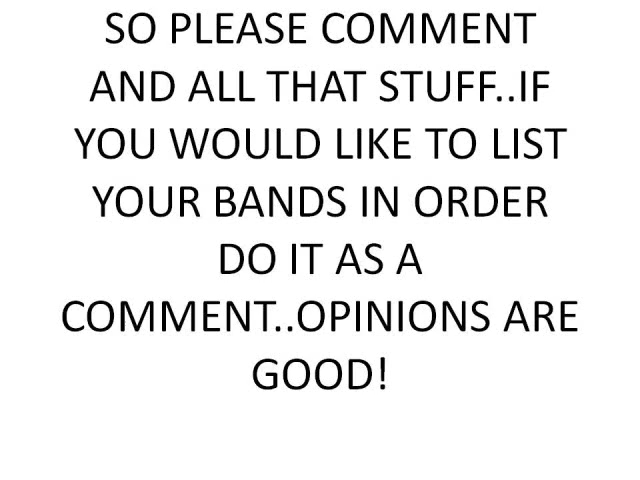 SO PLEASE COMMENT
AND ALL THAT STUFF..IF
YOU WOULD LIKE TO LIST
YOUR BANDS IN ORDER
DO IT AS A
COMMENT..OPINIONS ARE
GOOD!